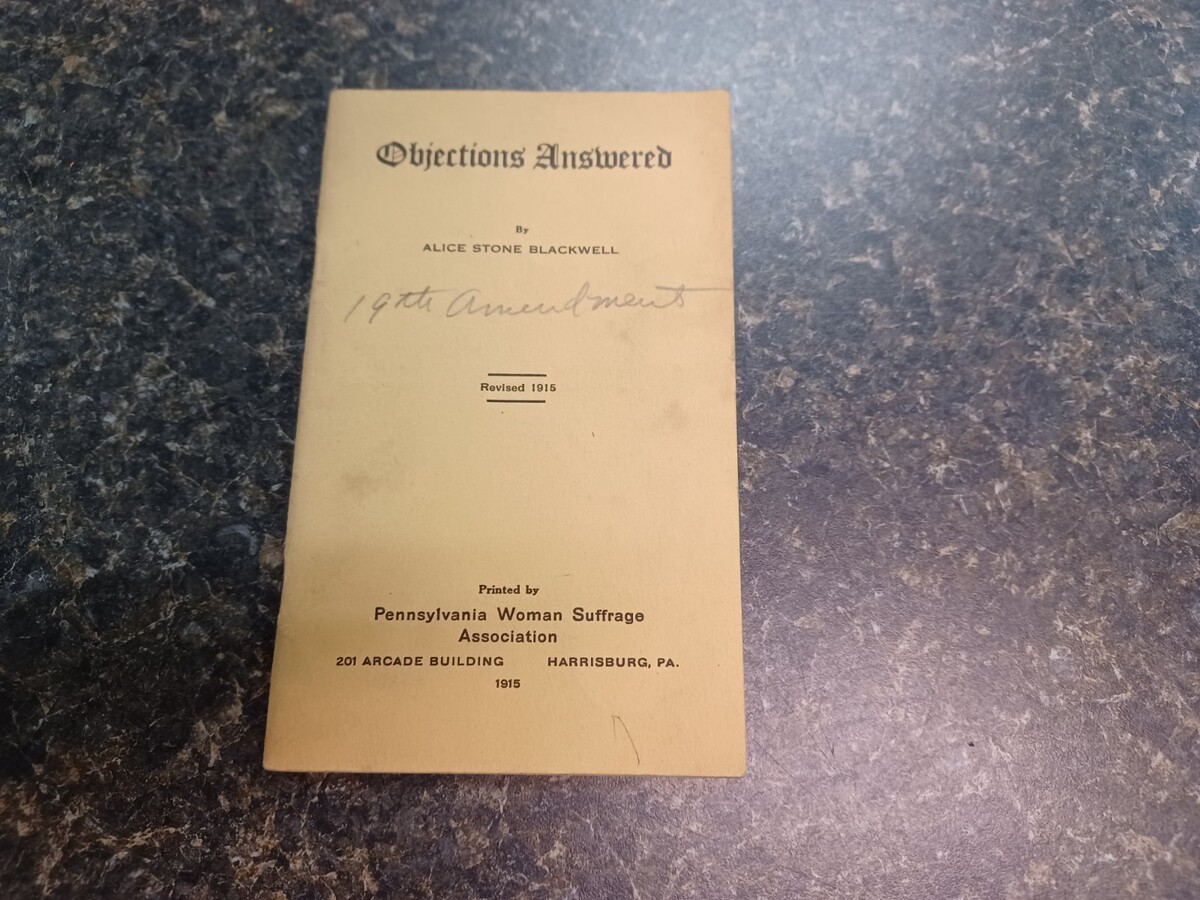 Objections Answered
By
ALICE STONE BLACKWELL
19th Amendment
Revised 1915
Printed by
Pennsylvania Woman Suffrage
Association
201 ARCADE BUILDING HARRISBURG, PA.
1915